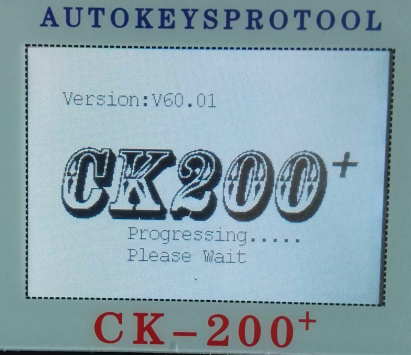 AUTOKEYSPROTOOL
Version:V60.01
CK200+
Progressing.....
Please Wait
CK-200+